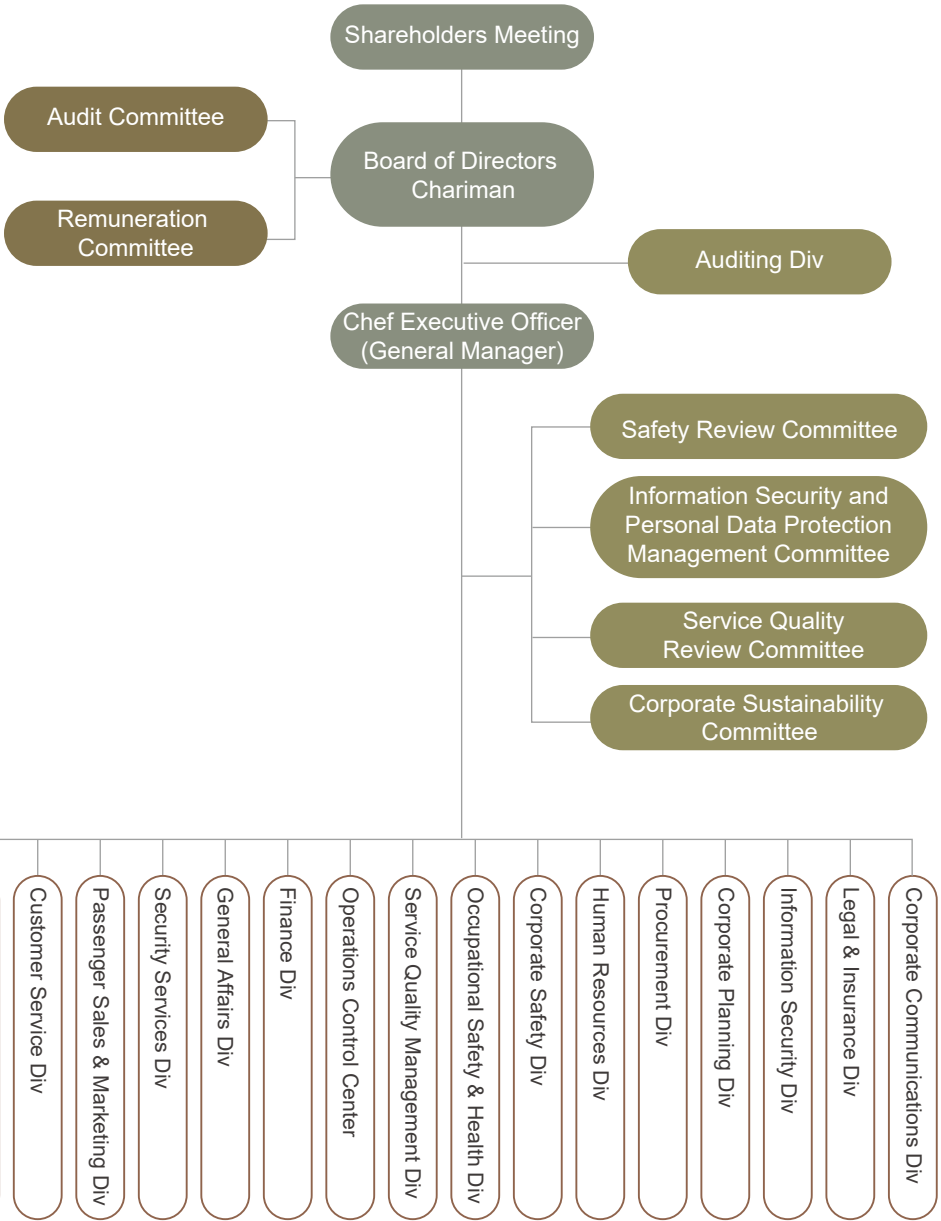 Shareholders Meeting
Audit Committee
Board of Directors
Chariman
Remuneration
Committee
Auditing Div
Chef Executive Officer
(General Manager)
Safety Review Committee
Information Security and
Personal Data Protection
Management Committee
Service Quality
Review Committee
Corporate Sustainability
Committee
Customer Service Div
Passenger Sales & Marketing Div
Security Services Div
General Affairs Div
Finance Div
Operations Control Center
Service Quality Management Div
Occupational Safety & Health Div
Corporate Safety Div
Human Resources Div
Procurement Div
Corporate Planning Div
Information Security Div
Legal & Insurance Div
Corporate Communications Div